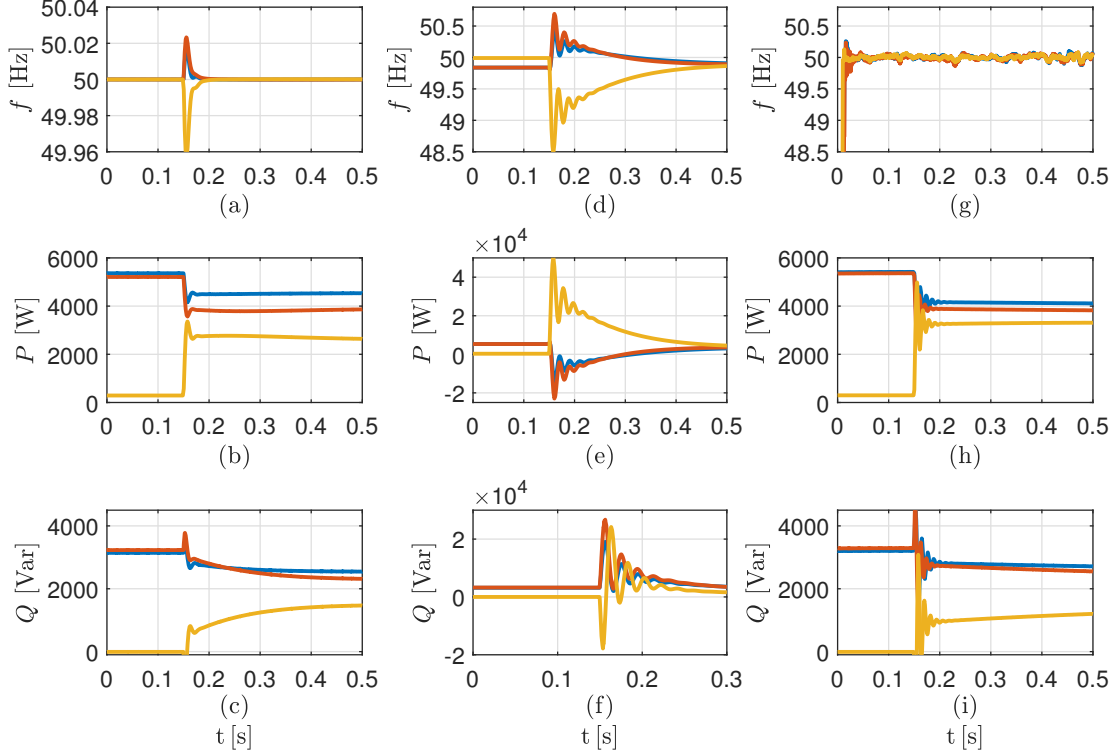 50.04
50.02
50
49.98
49.96
f [Hz]
0 0.1 0.2 0.3 0.4 0.5
(a)
50.5
50
49.5
49
48.5
f [Hz]
0 0.1 0.2 0.3 0.4 0.5
(d)
50.5
50
49.5
49
48.5
f [Hz]
0 0.1 0.2 0.3 0.4 0.5
(g)
6000
4000
2000
0
P [W]
0 0.1 0.2 0.3 0.4 0.5
(b)
×10⁴
4
2
0
-2
P [W]
0 0.1 0.2 0.3 0.4 0.5
(e)
6000
4000
2000
0
P [W]
0 0.1 0.2 0.3 0.4 0.5
(h)
4000
2000
0
Q [Var]
0 0.1 0.2 0.3 0.4 0.5
(c)
t [s]
×10⁴
2
0
-2
Q [Var]
0 0.1 0.2 0.3
(f)
t [s]
4000
2000
0
Q [Var]
0 0.1 0.2 0.3 0.4 0.5
(i)
t [s]